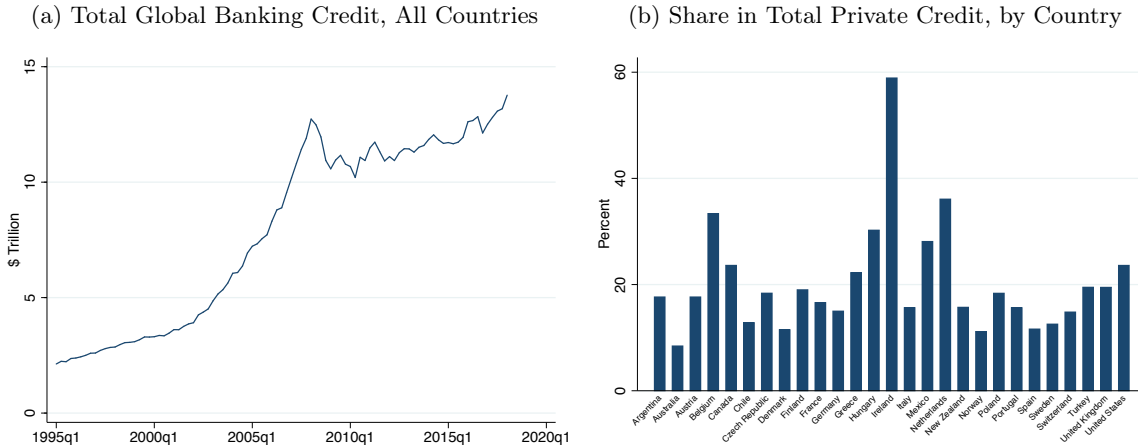 (a) Total Global Banking Credit, All Countries
15
10
5
0
$ Trillion
1995q1 2000q1 2005q1 2010q1 2015q1 2020q1
(b) Share in Total Private Credit, by Country
60
40
20
0
Percent
Argentina
Australia
Austria
Belgium
Canada
Chile
Czech Republic
Denmark
Finland
France
Germany
Greece
Hungary
Ireland
Italy
Mexico
Netherlands
New Zealand
Norway
Poland
Portugal
Spain
Sweden
Switzerland
Turkey
United Kingdom
United States